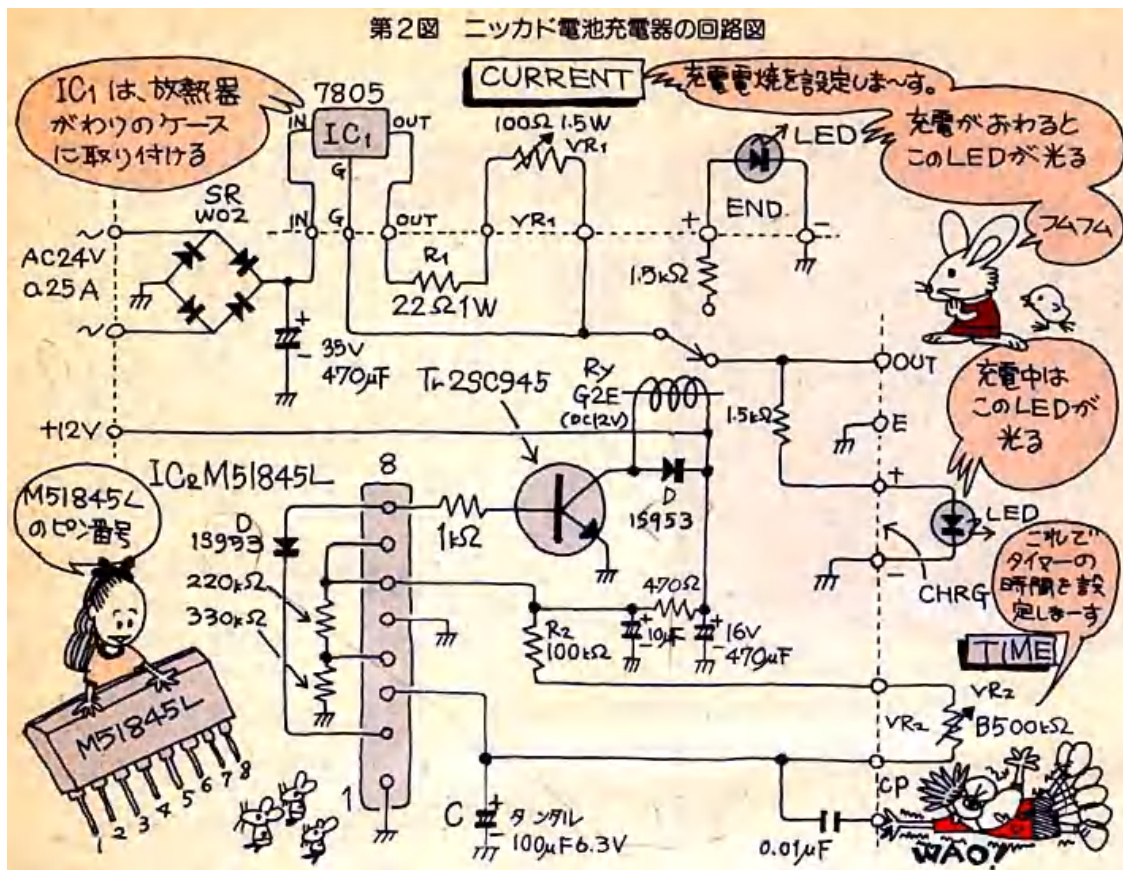 第2図 ニッカド電池充電器の回路図
IC₁は、放熱器
がわりのケース
に取り付ける
7805
IN
IC₁
OUT
G
CURRENT
充電電焼を設定しま〜す。
100Ω 1.5W
VR₁
LED
充電がおわると
このLEDが光る
フムフム
SR
W02
IN
G
OUT
VR₁
+
END.
-
~
AC24V
0.25A
~
R₁
22Ω1W
1.5kΩ
+
-
35V
470μF
Tr2SC945
Ry
G2E
(DC12V)
1.5kΩ
OUT
E
充電中は
このLEDが
光る
+12V
IC₂M51845L
8
M51845L
のピン番号
D
1S953
1kΩ
D
1S953
+
LED
-
CHRG
これで
タイマーの
時間を設
定しまーす
220kΩ
330kΩ
470Ω
R₂
100kΩ
+
10μF
-
+
16V
-
470μF
TIME
VR₂
VR₂
B500kΩ
M51845L
1 2 3 4 5 6 7 8
1
C
+
-
タンタル
100μF6.3V
0.01μF
CP
WAO!